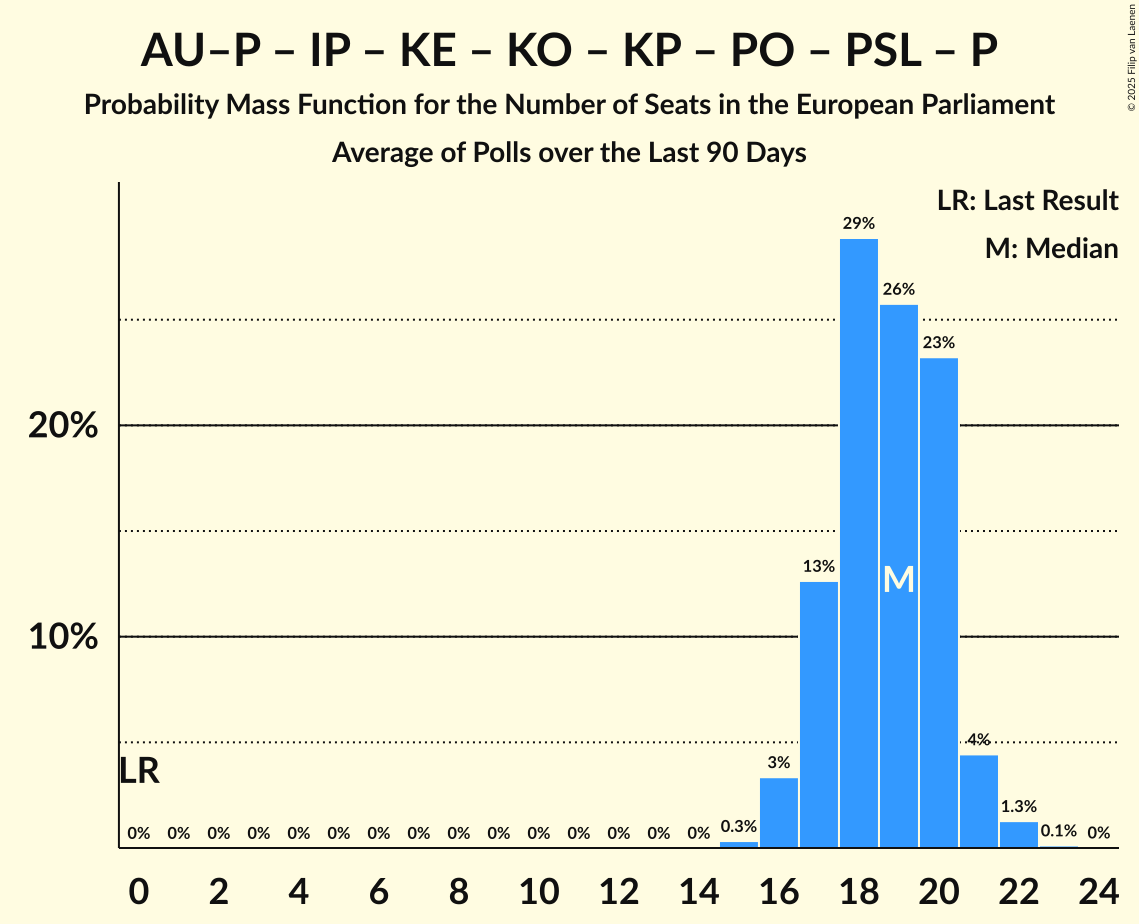 AU–P – IP – KE – KO – KP – PO – PSL – P
Probability Mass Function for the Number of Seats in the European Parliament
Average of Polls over the Last 90 Days
© 2025 Filip van Laenen
LR: Last Result
M: Median
29%
26%
23%
20%
13%
M
10%
4%
LR
3%
1.3%
0% 0% 0% 0% 0% 0% 0% 0% 0% 0% 0% 0% 0% 0% 0% 0.3% 0.1% 0%
0 2 4 6 8 10 12 14 16 18 20 22 24